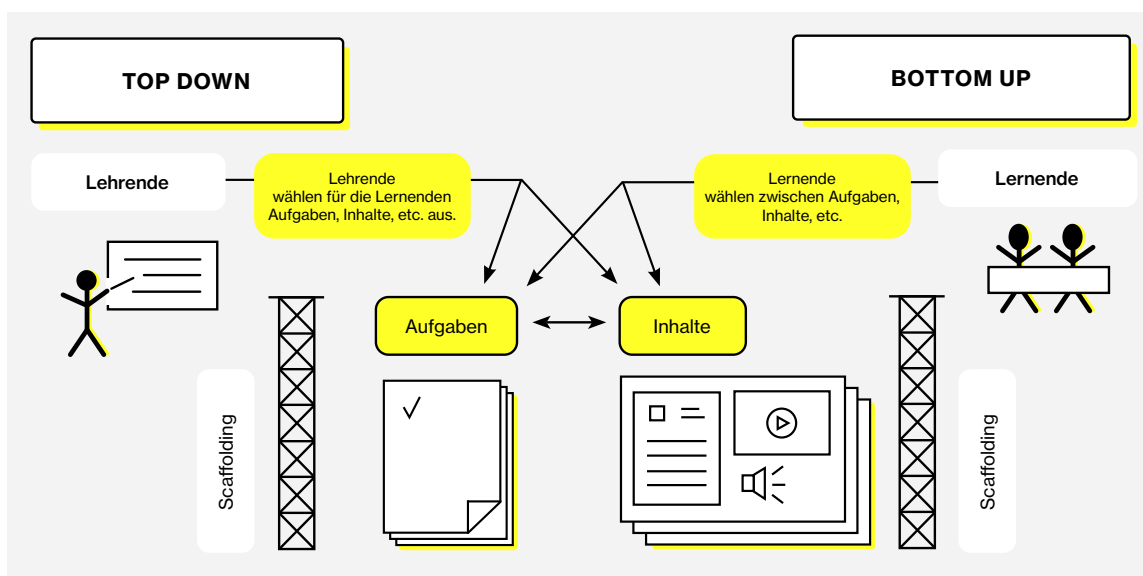 TOP DOWN
BOTTOM UP
Lehrende
Lehrende
wählen für die Lernenden
Aufgaben, Inhalte, etc. aus.
Lernende
wählen zwischen Aufgaben,
Inhalte, etc.
Lernende
Aufgaben
Inhalte
Scaffolding
Scaffolding